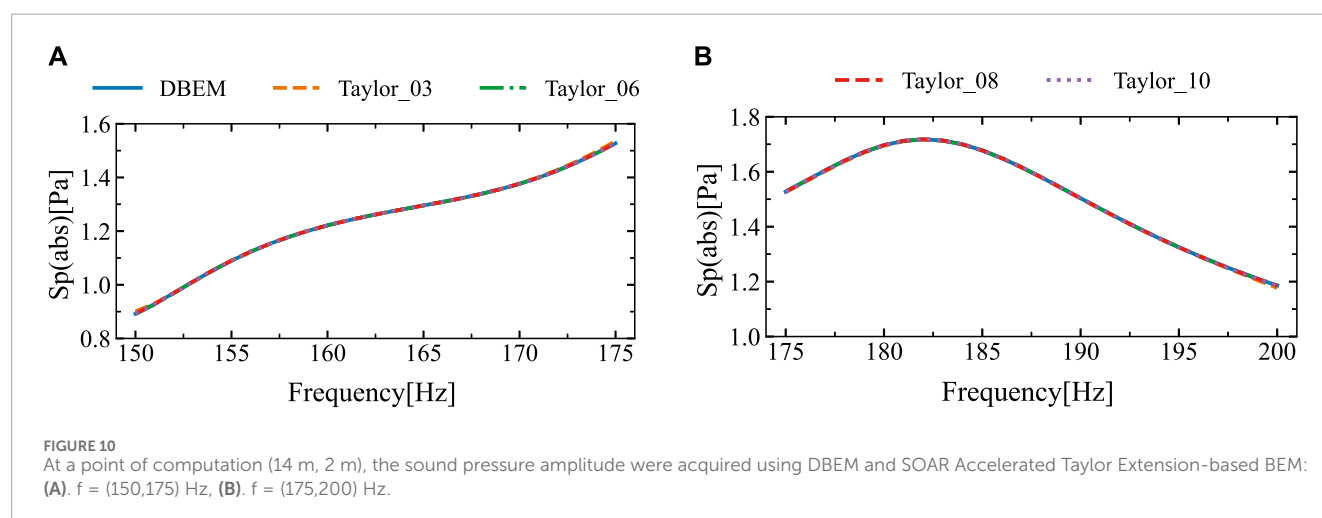 A
DBEM Taylor_03 Taylor_06
1.6
1.4
1.2
1.0
0.8
Sp(abs)[Pa]
150 155 160 165 170 175
Frequency[Hz]
B
Taylor_08 Taylor_10
1.8
1.6
1.4
1.2
1.0
Sp(abs)[Pa]
175 180 185 190 195 200
Frequency[Hz]
FIGURE 10
At a point of computation (14 m, 2 m), the sound pressure amplitude were acquired using DBEM and SOAR Accelerated Taylor Extension-based BEM:
(A). f = (150,175) Hz, (B). f = (175,200) Hz.